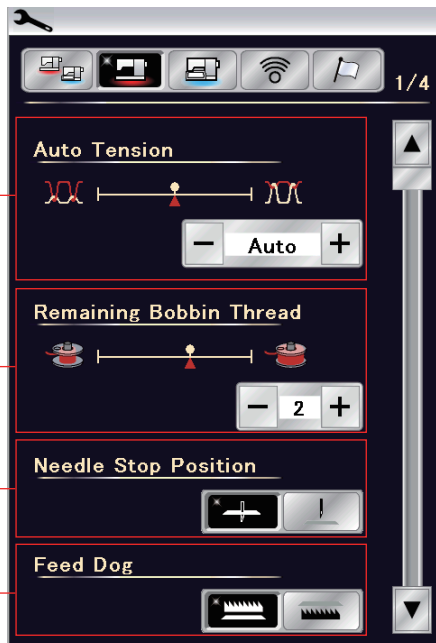 1/4
Auto Tension
− Auto +
Remaining Bobbin Thread
− 2 +
Needle Stop Position
Feed Dog